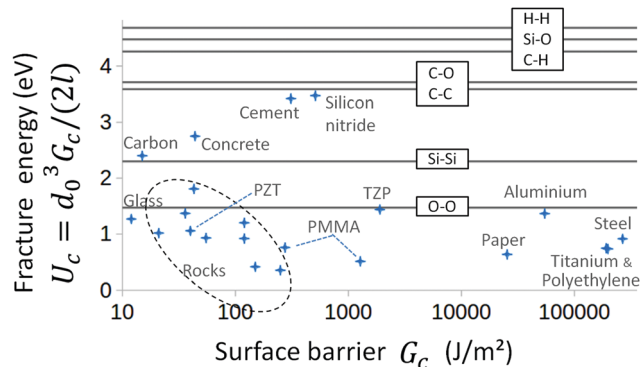 H-H
Si-O
C-H
C-O
C-C
Cement
Silicon
nitride
Carbon
Concrete
Si-Si
Glass
PZT
TZP
O-O
Aluminium
PMMA
Paper
Steel
Rocks
Titanium &
Polyethylene
4
3
2
1
0
10
100
1000
10000
100000
Fracture energy (eV)
U_c = d_0^3 G_c/(2l)
Surface barrier G_c (J/m²)